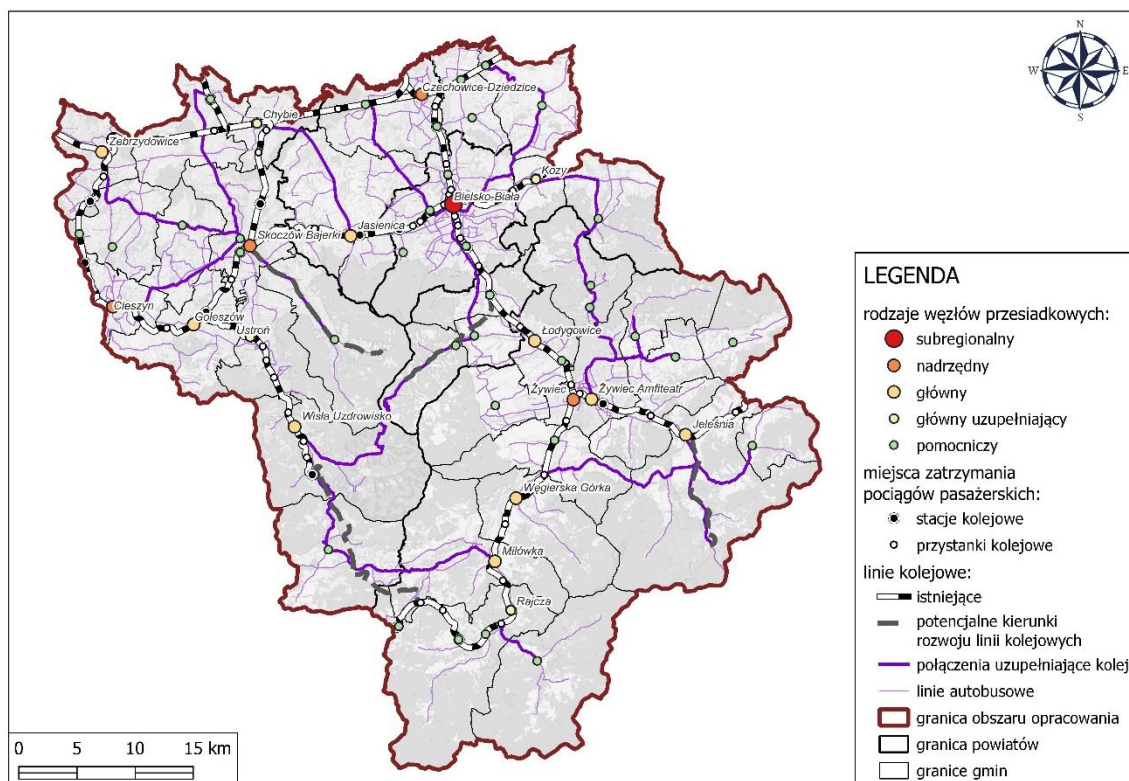 N
W E
S
Czechowice-Dziedzice
Chybie
Zebrzydowice
Kozy
Bielsko-Biała
Jasienica
Skoczów Bajerki
Cieszyn
Goleszów
Ustroń
Łodygowice
Żywiec
Żywiec Amfiteatr
Wisła Uzdrowisko
Jeleśnia
Węgierska Górka
Milówka
Rajcza
LEGENDA
rodzaje węzłów przesiadkowych:
subregionalny
nadrzędny
główny
główny uzupełniający
pomocniczy
miejsca zatrzymania
pociągów pasażerskich:
stacje kolejowe
przystanki kolejowe
linie kolejowe:
istniejące
potencjalne kierunki
rozwoju linii kolejowych
połączenia uzupełniające kolej
linie autobusowe
granica obszaru opracowania
granica powiatów
granice gmin
0 5 10 15 km